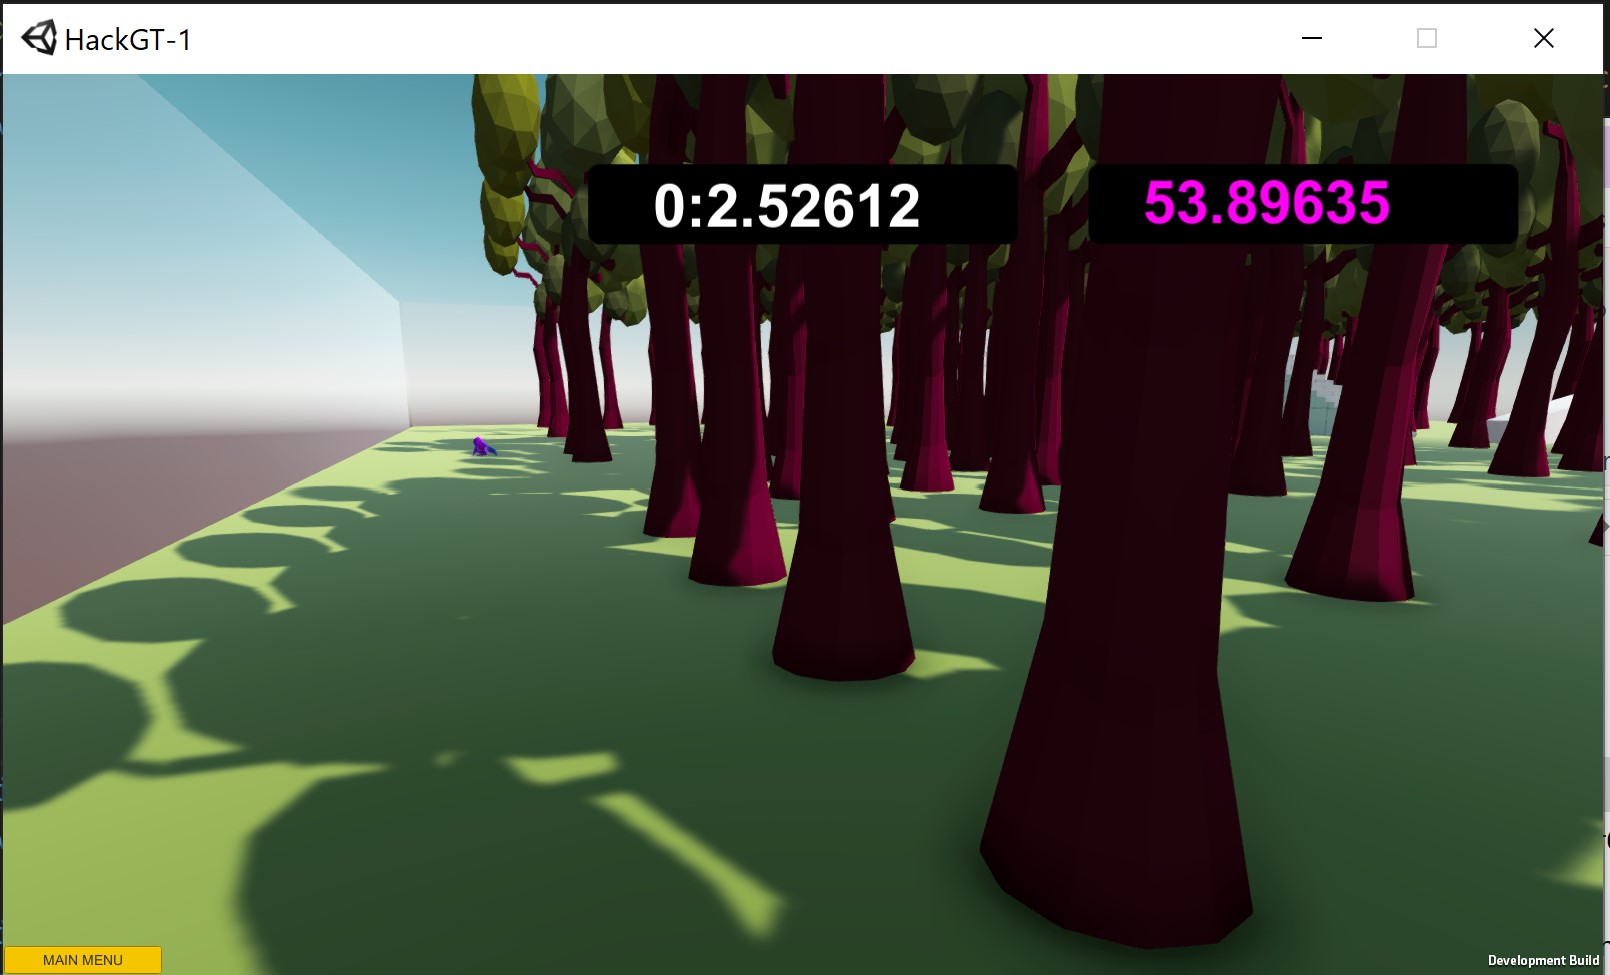 HackGT-1
0:2.52612
53.89635
MAIN MENU
Development Build